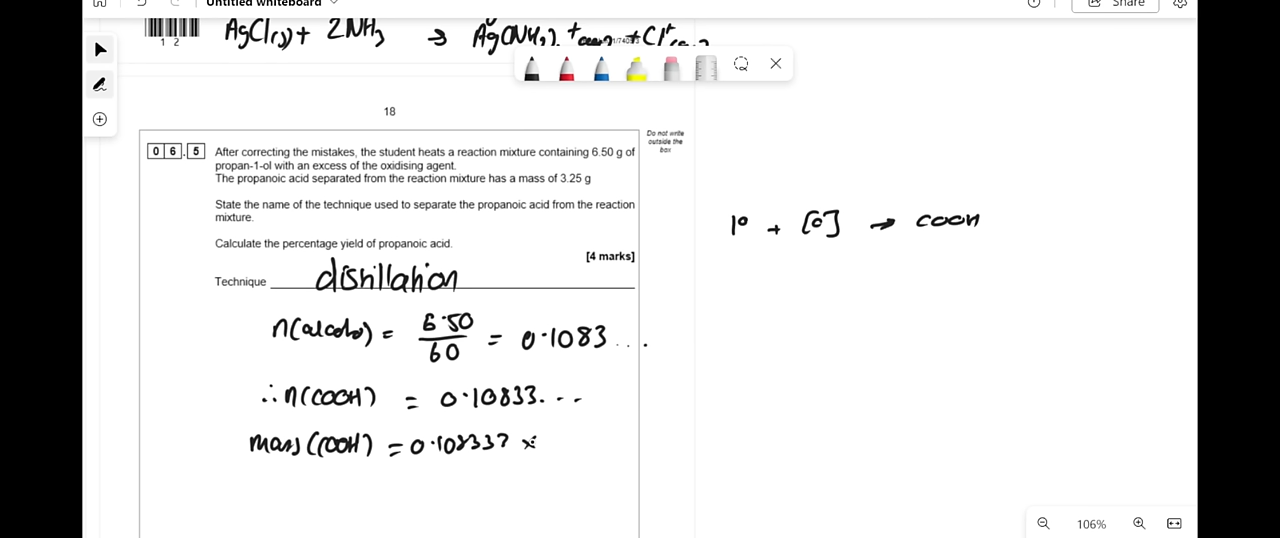 Untitled whiteboard
Share
1 2
AgCl(s) + 2NH3 → Ag(NH3)2
18
Do not write
outside the
box
0 6 . 5 After correcting the mistakes, the student heats a reaction mixture containing 6.50 g of
propan-1-ol with an excess of the oxidising agent.
The propanoic acid separated from the reaction mixture has a mass of 3.25 g
State the name of the technique used to separate the propanoic acid from the reaction
mixture.
Calculate the percentage yield of propanoic acid.
[4 marks]
Technique distillation
1° + [O] → COOH
n(alcohol) = 6.50/60 = 0.1083...
∴ n(COOH) = 0.10833...
mass(COOH) = 0.108333 ×
106%